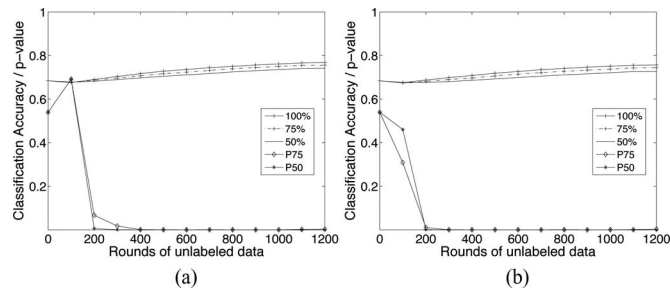 Classification Accuracy / p-value
1
0.8
0.6
0.4
0.2
0 200 400 600 800 1000 1200
Rounds of unlabeled data
100%
75%
50%
P75
P50
(a)
Classification Accuracy / p-value
1
0.8
0.6
0.4
0.2
0 200 400 600 800 1000 1200
Rounds of unlabeled data
100%
75%
50%
P75
P50
(b)